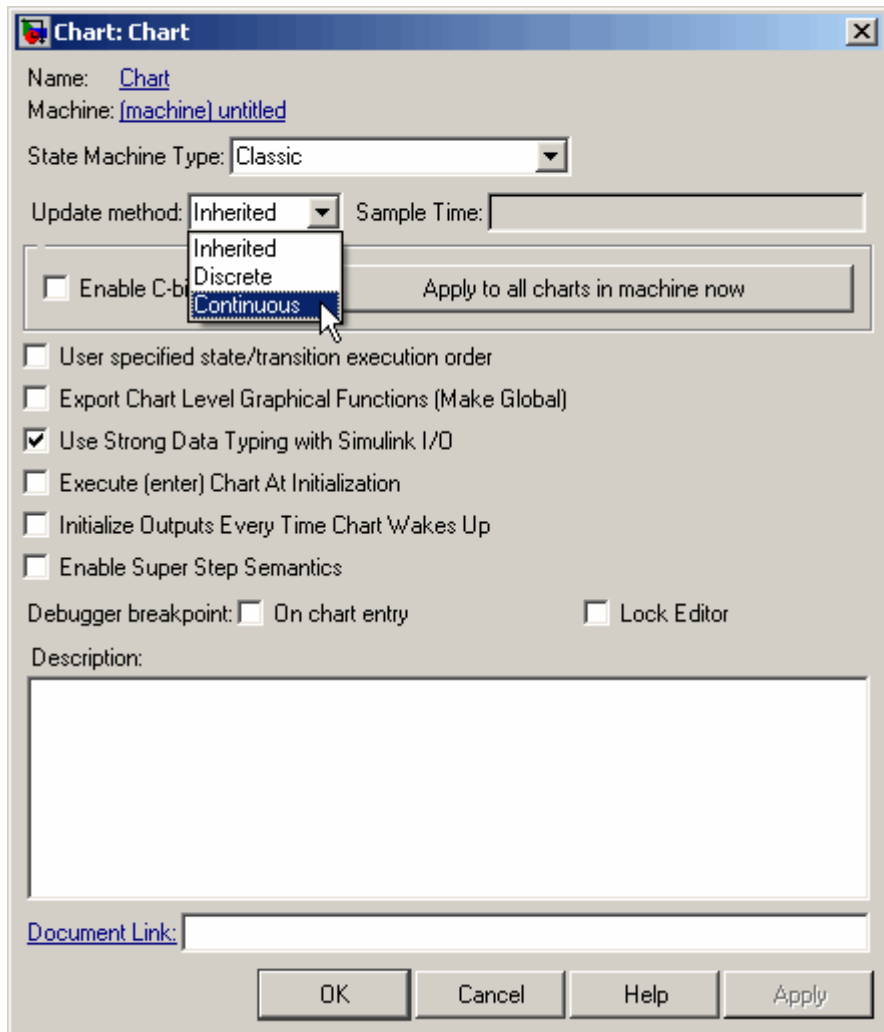 Chart: Chart
Name: Chart
Machine: (machine) untitled
State Machine Type: Classic
Update method: Inherited Sample Time:
Inherited
Discrete
Continuous
Enable C-bi Apply to all charts in machine now
User specified state/transition execution order
Export Chart Level Graphical Functions (Make Global)
Use Strong Data Typing with Simulink I/O
Execute (enter) Chart At Initialization
Initialize Outputs Every Time Chart Wakes Up
Enable Super Step Semantics
Debugger breakpoint: On chart entry Lock Editor
Description:
Document Link:
OK Cancel Help Apply